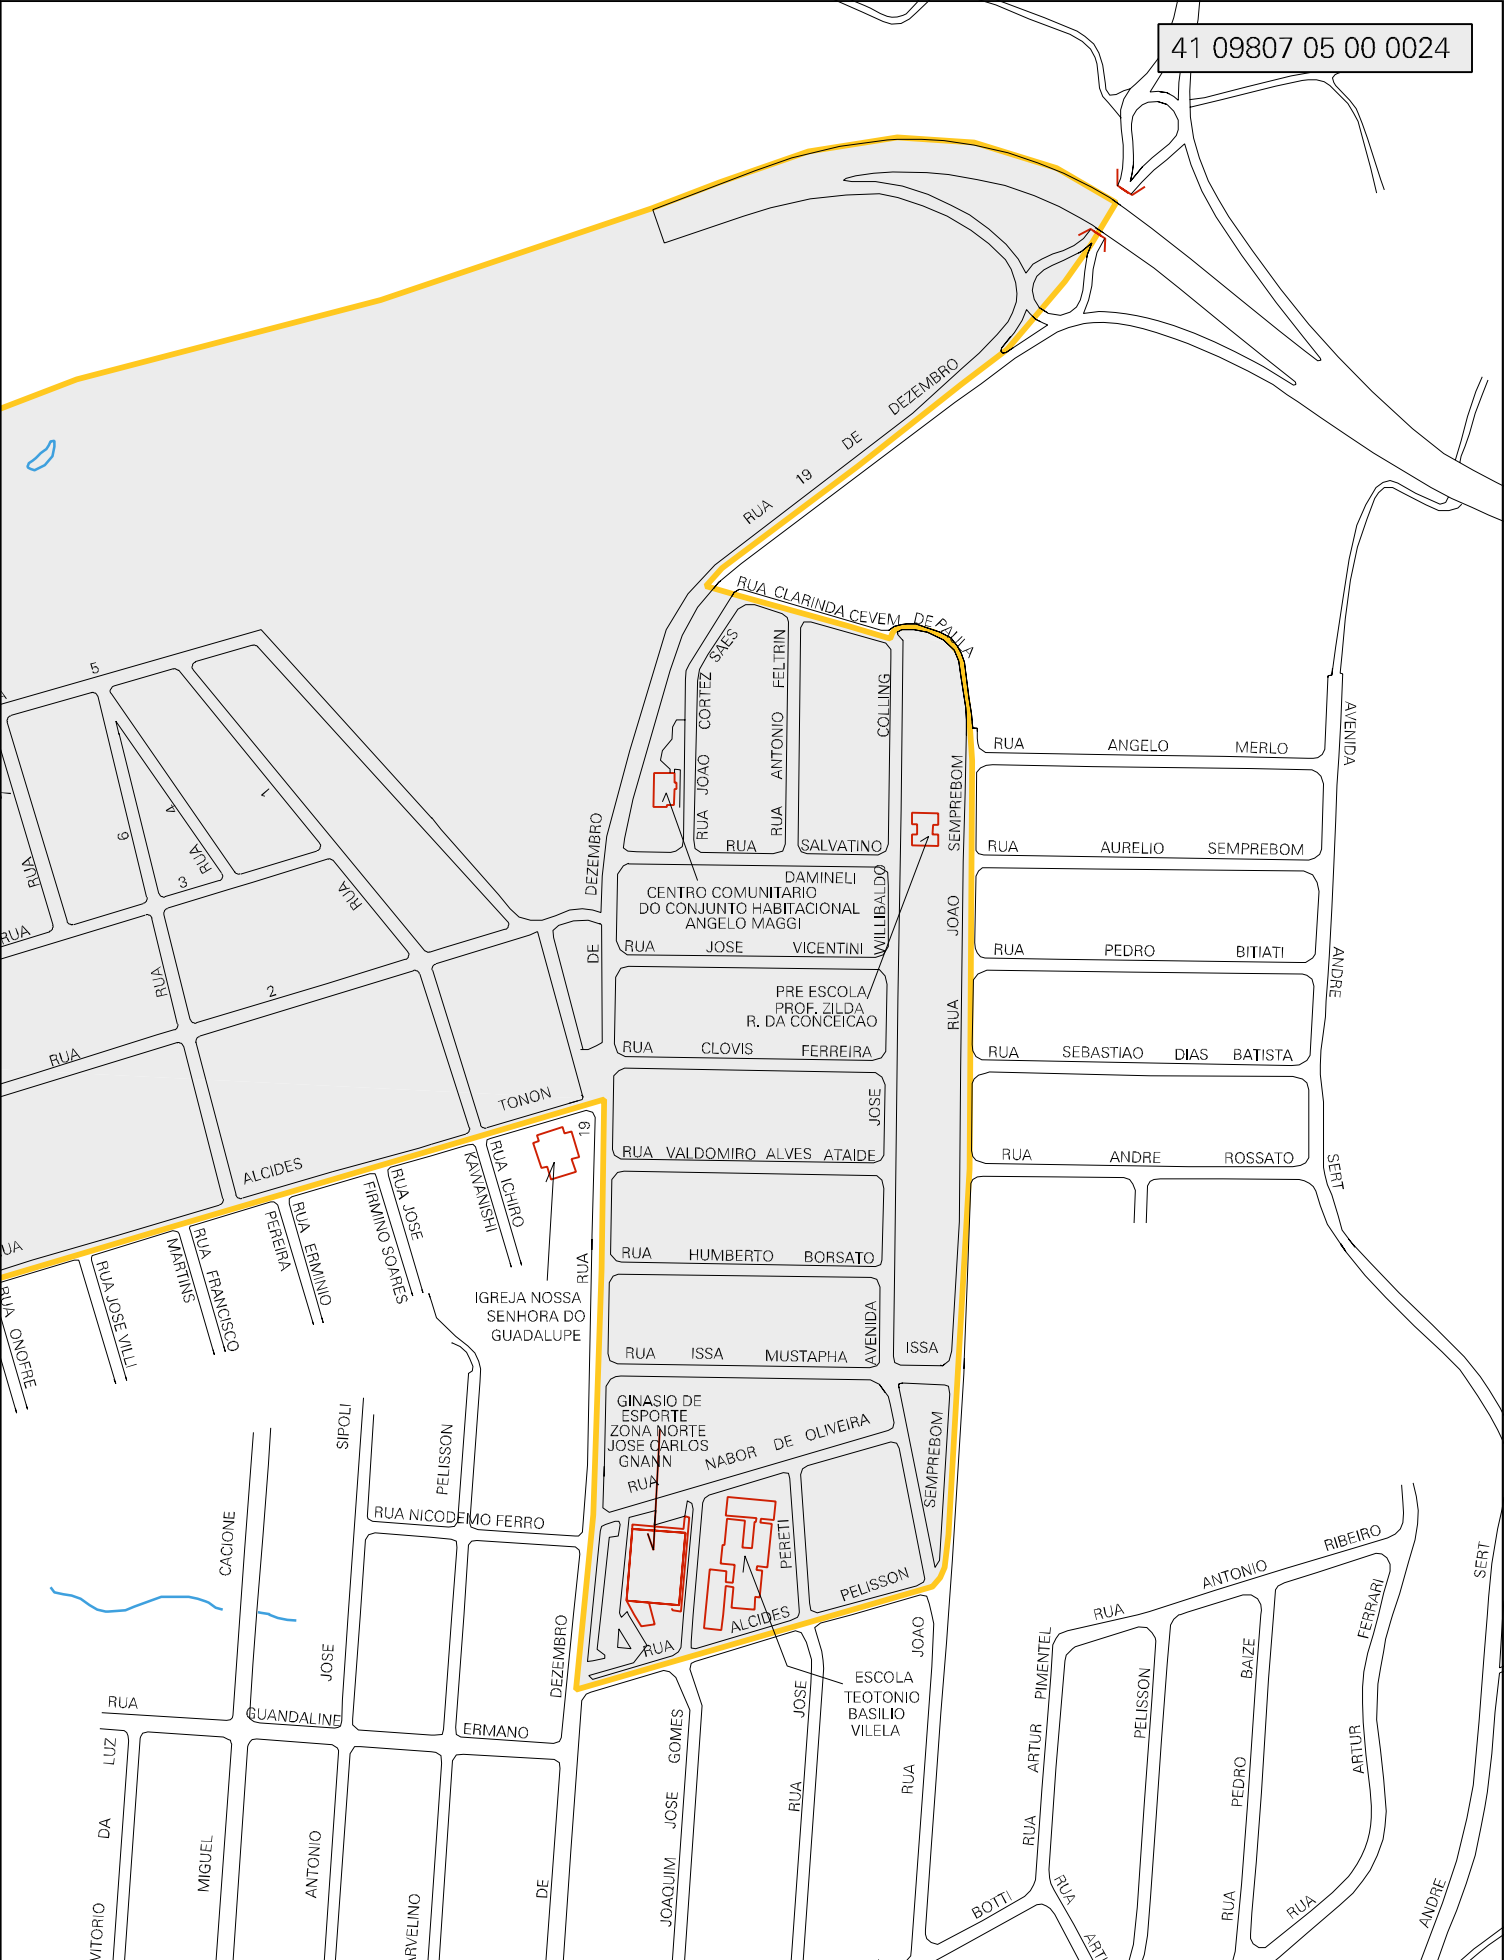 41 09807 05 00 0024
RUA 19 DE DEZEMBRO
RUA CLARINDA CEVEM DE PAULA
RUA JOAO CORTEZ SAES
RUA ANTONIO FELTRIN
AVENIDA JOSE WILLIBALDO COLLING
RUA JOAO SEMPREBOM
RUA ANGELO MERLO
AVENIDA ANDRE SERT
5
RUA 1
RUA 4
6
RUA
3
RUA
RUA
RUA
RUA 2
RUA SALVATINO
DAMINELI
RUA AURELIO SEMPREBOM
CENTRO COMUNITARIO
DO CONJUNTO HABITACIONAL
ANGELO MAGGI
RUA JOSE VICENTINI
RUA PEDRO BITIATI
PRE ESCOLA
PROF. ZILDA
R. DA CONCEICAO
RUA CLOVIS FERREIRA
RUA SEBASTIAO DIAS BATISTA
RUA 19 DE DEZEMBRO
UA ALCIDES TONON
RUA VALDOMIRO ALVES ATAIDE
RUA ANDRE ROSSATO
RUA ONOFRE
RUA JOSE VILLI
RUA FRANCISCO
MARTINS
RUA ERMINIO
PEREIRA
RUA JOSE
FIRMINO SOARES
RUA ICHIRO
KAWANISHI
IGREJA NOSSA
SENHORA DO
GUADALUPE
RUA HUMBERTO BORSATO
RUA ISSA MUSTAPHA
ISSA
GINASIO DE
ESPORTE
ZONA NORTE
JOSE CARLOS
GNANN
RUA NABOR DE OLIVEIRA
SEMPREBOM
PERETI
RUA ALCIDES PELISSON
ESCOLA
TEOTONIO
BASILIO
VILELA
RUA NICODEMO FERRO
MIGUEL CACIONE
ANTONIO JOSE SIPOLI
PELISSON
DE DEZEMBRO
RUA GUANDALINE ERMANO
VITORIO DA LUZ
JOAQUIM JOSE GOMES
RUA JOSE
RUA JOAO
RUA ANTONIO RIBEIRO
RUA ARTUR PIMENTEL
PELISSON
RUA PEDRO BAIZE
RUA ARTUR FERRARI
ANDRE SERT
BOTTI
RUA